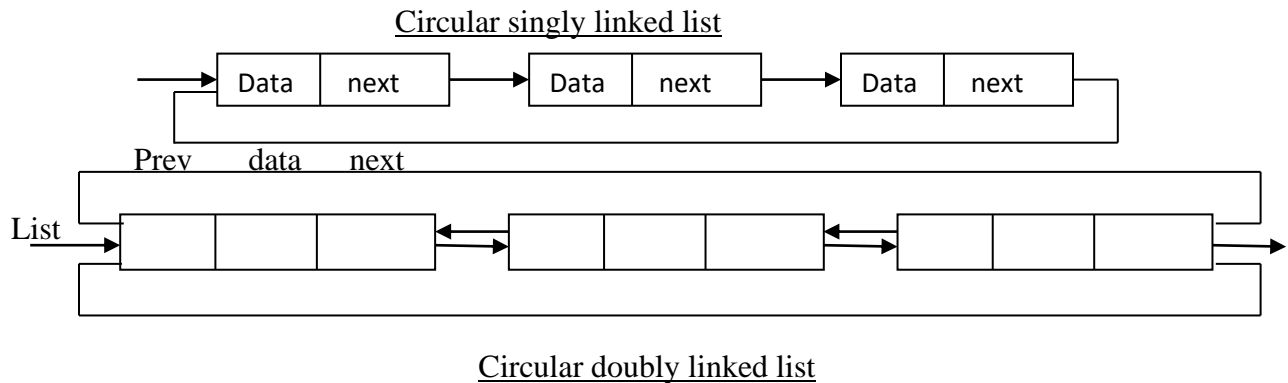 Circular singly linked list
Data next Data next Data next
Prev data next
List
Circular doubly linked list